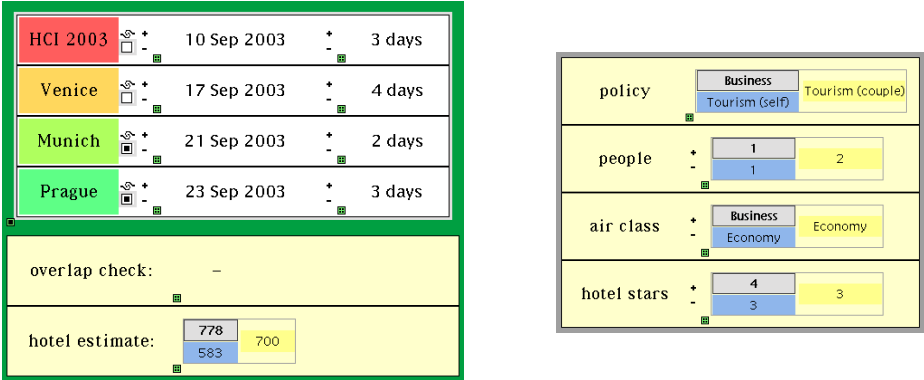 HCI 2003 + - 10 Sep 2003 + - 3 days
Venice + - 17 Sep 2003 + - 4 days
Munich + - 21 Sep 2003 + - 2 days
Prague + - 23 Sep 2003 + - 3 days
overlap check: –
hotel estimate: 778 583 700
policy Business Tourism (self) Tourism (couple)
people + - 1 1 2
air class + - Business Economy Economy
hotel stars + - 4 3 3